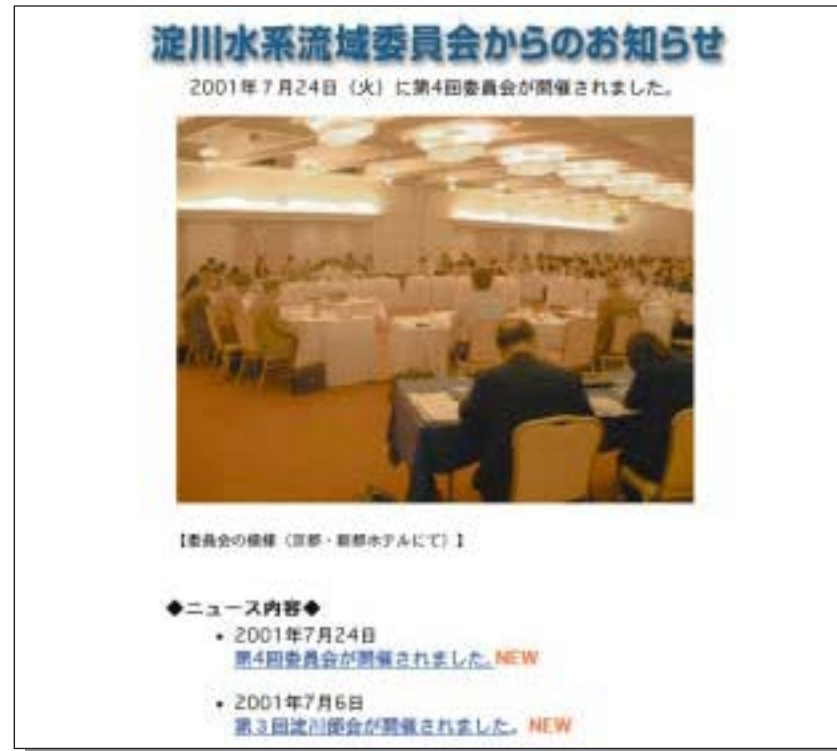 淀川水系流域委員会からのお知らせ
2001年7月24日（火）に第4回委員会が開催されました。
【委員会の模様（京都・新都ホテルにて）】
◆ニュース内容◆
• 2001年7月24日
第4回委員会が開催されました。NEW
• 2001年7月6日
第3回淀川部会が開催されました。NEW